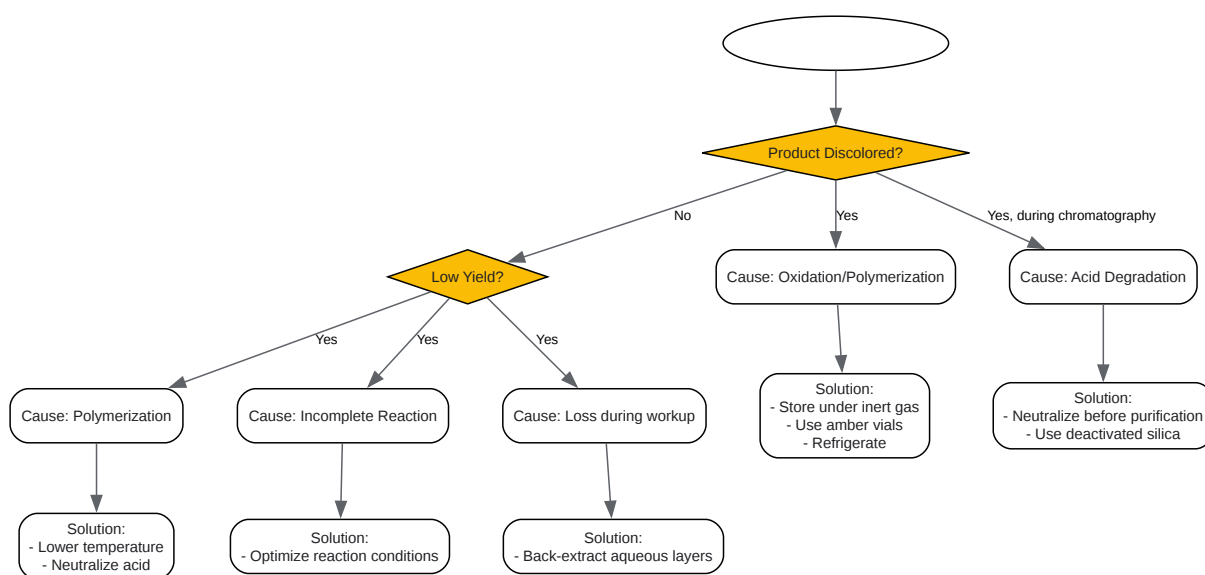 Product Discolored?
No
Yes
Yes, during chromatography
Low Yield?
Cause: Oxidation/Polymerization
Cause: Acid Degradation
Yes
Yes
Yes
Cause: Polymerization
Cause: Incomplete Reaction
Cause: Loss during workup
Solution:
- Store under inert gas
- Use amber vials
- Refrigerate
Solution:
- Neutralize before purification
- Use deactivated silica
Solution:
- Lower temperature
- Neutralize acid
Solution:
- Optimize reaction conditions
Solution:
- Back-extract aqueous layers